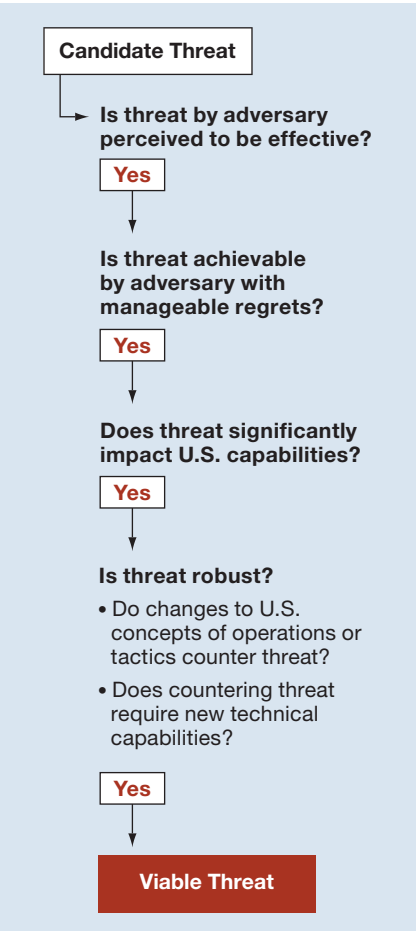 Candidate Threat
Is threat by adversary
perceived to be effective?
Yes
Is threat achievable
by adversary with
manageable regrets?
Yes
Does threat significantly
impact U.S. capabilities?
Yes
Is threat robust?
• Do changes to U.S.
concepts of operations or
tactics counter threat?
• Does countering threat
require new technical
capabilities?
Yes
Viable Threat